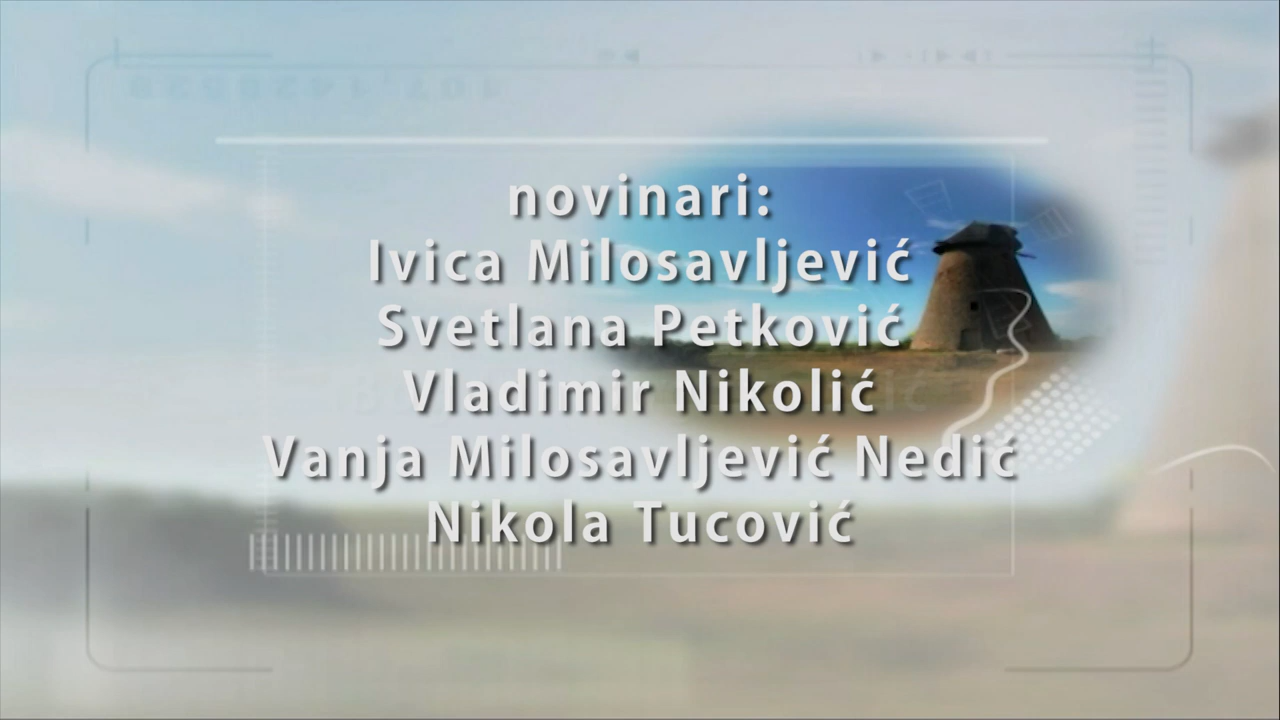 novinari:
Ivica Milosavljević
Svetlana Petković
Vladimir Nikolić
Vanja Milosavljević Nedić
Nikola Tucović